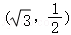 (√3, 1/2)